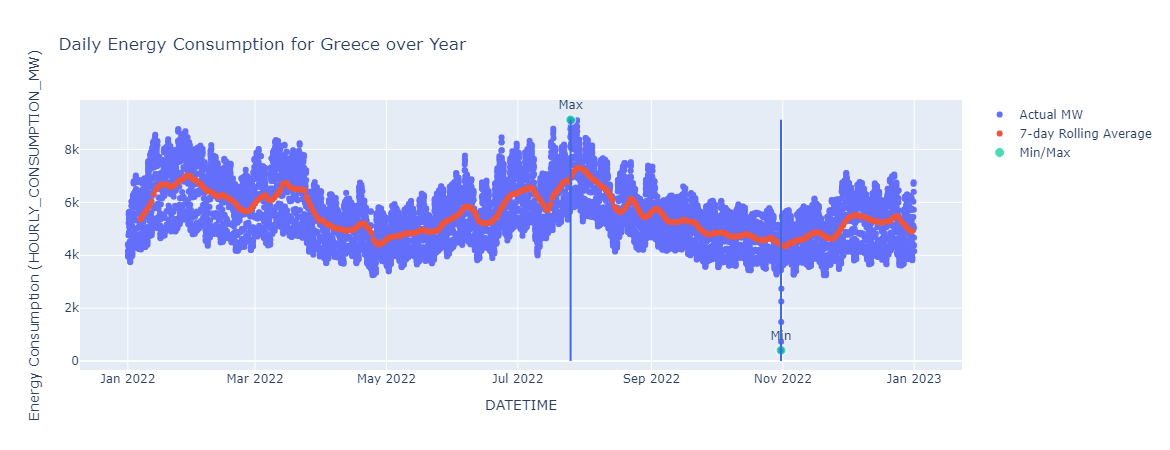 Daily Energy Consumption for Greece over Year
Energy Consumption (HOURLY_CONSUMPTION_MW)
Max
Min
8k
6k
4k
2k
0
Jan 2022
Mar 2022
May 2022
Jul 2022
Sep 2022
Nov 2022
Jan 2023
DATETIME
Actual MW
7-day Rolling Average
Min/Max